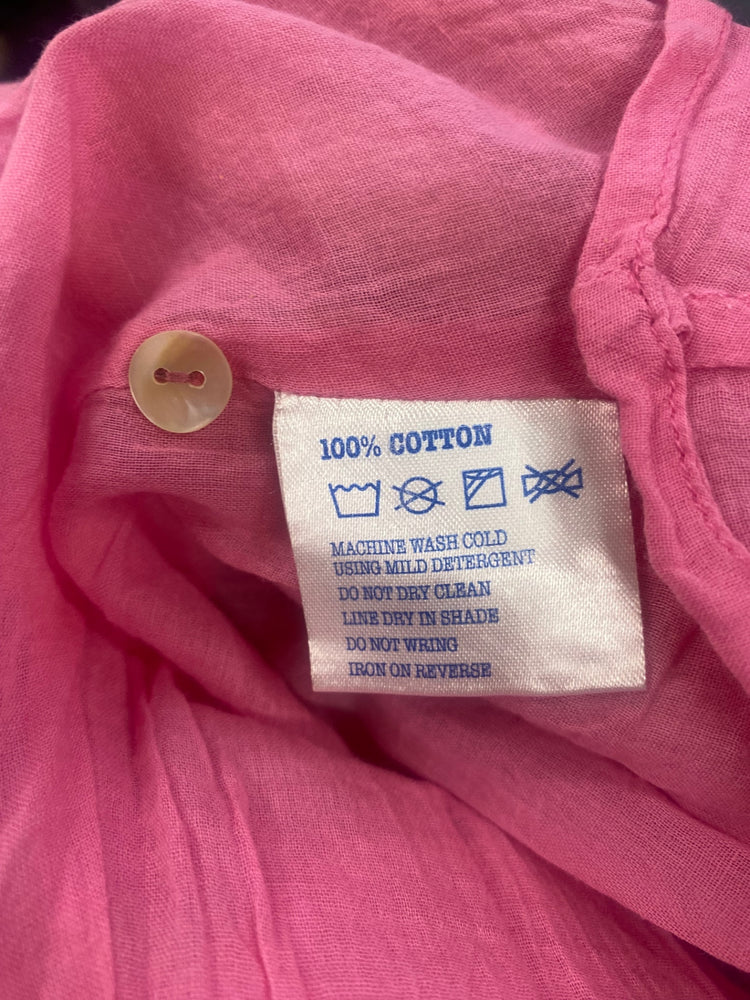 100% COTTON
MACHINE WASH COLD
USING MILD DETERGENT
DO NOT DRY CLEAN
LINE DRY IN SHADE
DO NOT WRING
IRON ON REVERSE